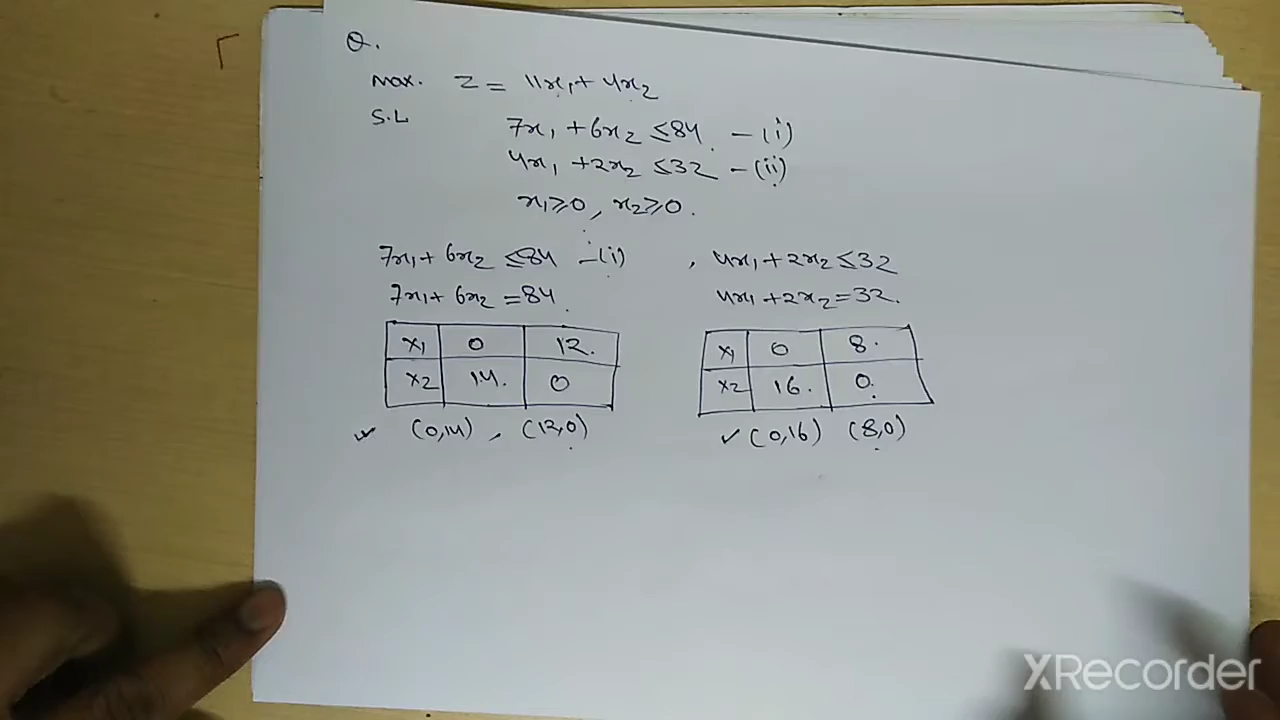 Q.
Max. Z = 11x₁ + 4x₂
S.t
7x₁ + 6x₂ ≤ 84. – (i)
4x₁ + 2x₂ ≤ 32 – (ii)
x₁ ≥ 0, x₂ ≥ 0.
7x₁ + 6x₂ ≤ 84 – (i) , 4x₁ + 2x₂ ≤ 32
7x₁ + 6x₂ = 84. 4x₁ + 2x₂ = 32.
x₁ 0 12. x₁ 0 8.
x₂ 14. 0 x₂ 16. 0.
✓ (0,14) , (12,0) ✓ (0,16) (8,0)
XRecorder